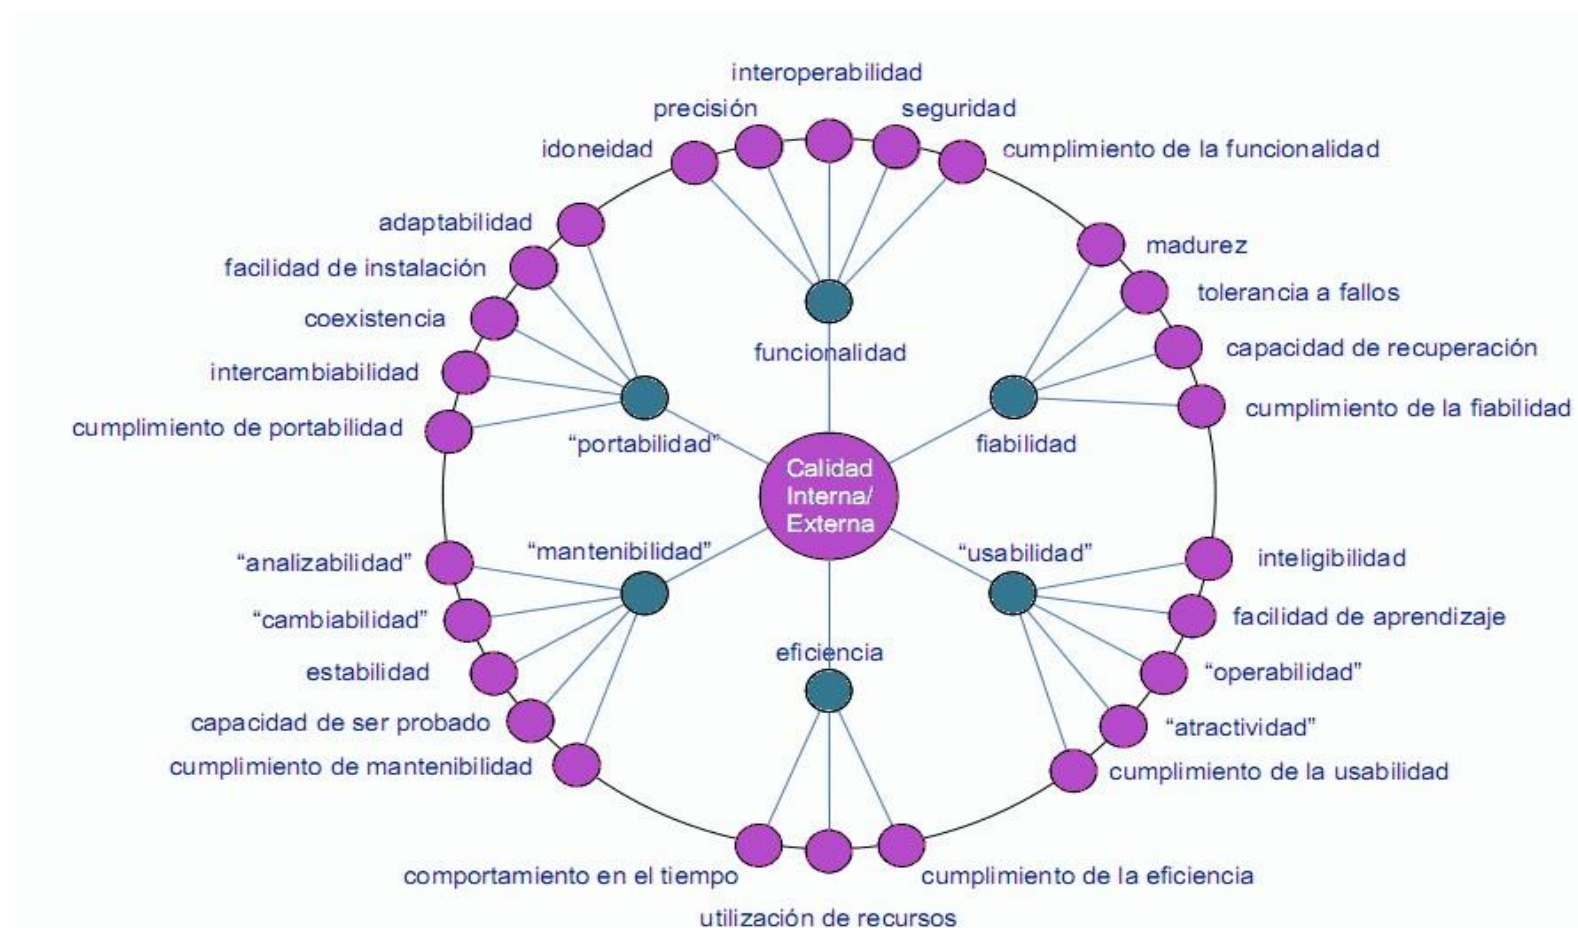 interoperabilidad
precisión
seguridad
idoneidad
cumplimiento de la funcionalidad
adaptabilidad
madurez
facilidad de instalación
tolerancia a fallos
coexistencia
capacidad de recuperación
funcionalidad
intercambiabilidad
cumplimiento de la fiabilidad
cumplimiento de portabilidad
“portabilidad”
fiabilidad
Calidad
Interna/
Externa
“analizabilidad”
“mantenibilidad”
“usabilidad”
inteligibilidad
“cambiabilidad”
facilidad de aprendizaje
eficiencia
estabilidad
“operabilidad”
capacidad de ser probado
“atractividad”
cumplimiento de mantenibilidad
cumplimiento de la usabilidad
comportamiento en el tiempo
cumplimiento de la eficiencia
utilización de recursos